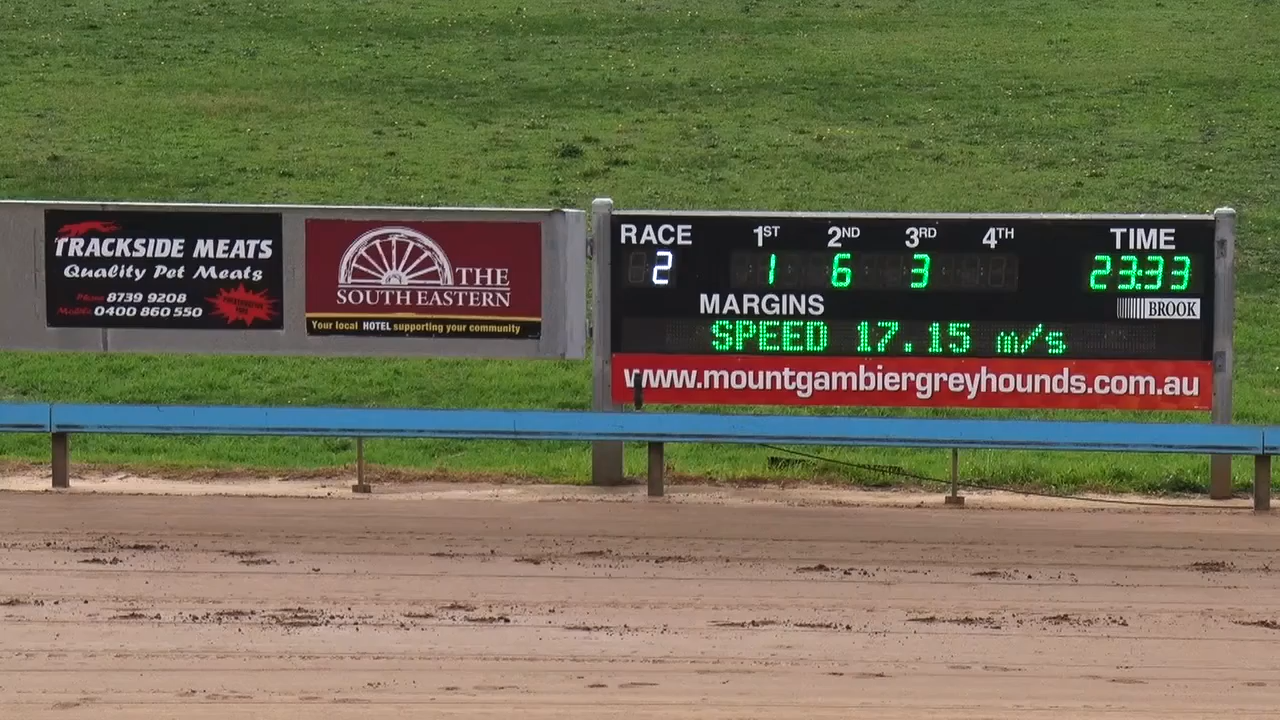 TRACKSIDE MEATS
Quality Pet Meats
Phone 8739 9208
Mobile 0400 860 550
THE
SOUTH EASTERN
Your local HOTEL supporting your community
RACE 1ST 2ND 3RD 4TH TIME
2 1 6 3 23:33
MARGINS
BROOK
SPEED 17.15 m/s
www.mountgambiergreyhounds.com.au